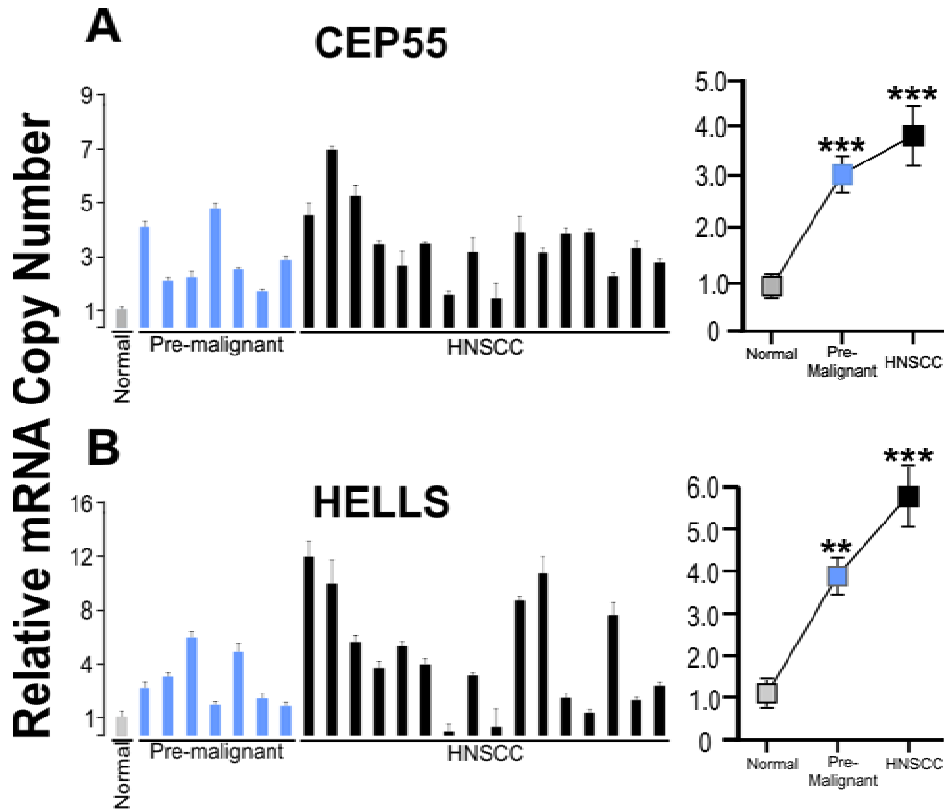 A
CEP55
Relative mRNA Copy Number
9
7
5
3
1
Normal
Pre-malignant
HNSCC
5.0
4.0
3.0
2.0
1.0
0
***
***
Normal
Pre-
Malignant
HNSCC
B
HELLS
16
12
8
4
1
Normal
Pre-malignant
HNSCC
6.0
5.0
4.0
3.0
2.0
1.0
0
**
***
Normal
Pre-
Malignant
HNSCC